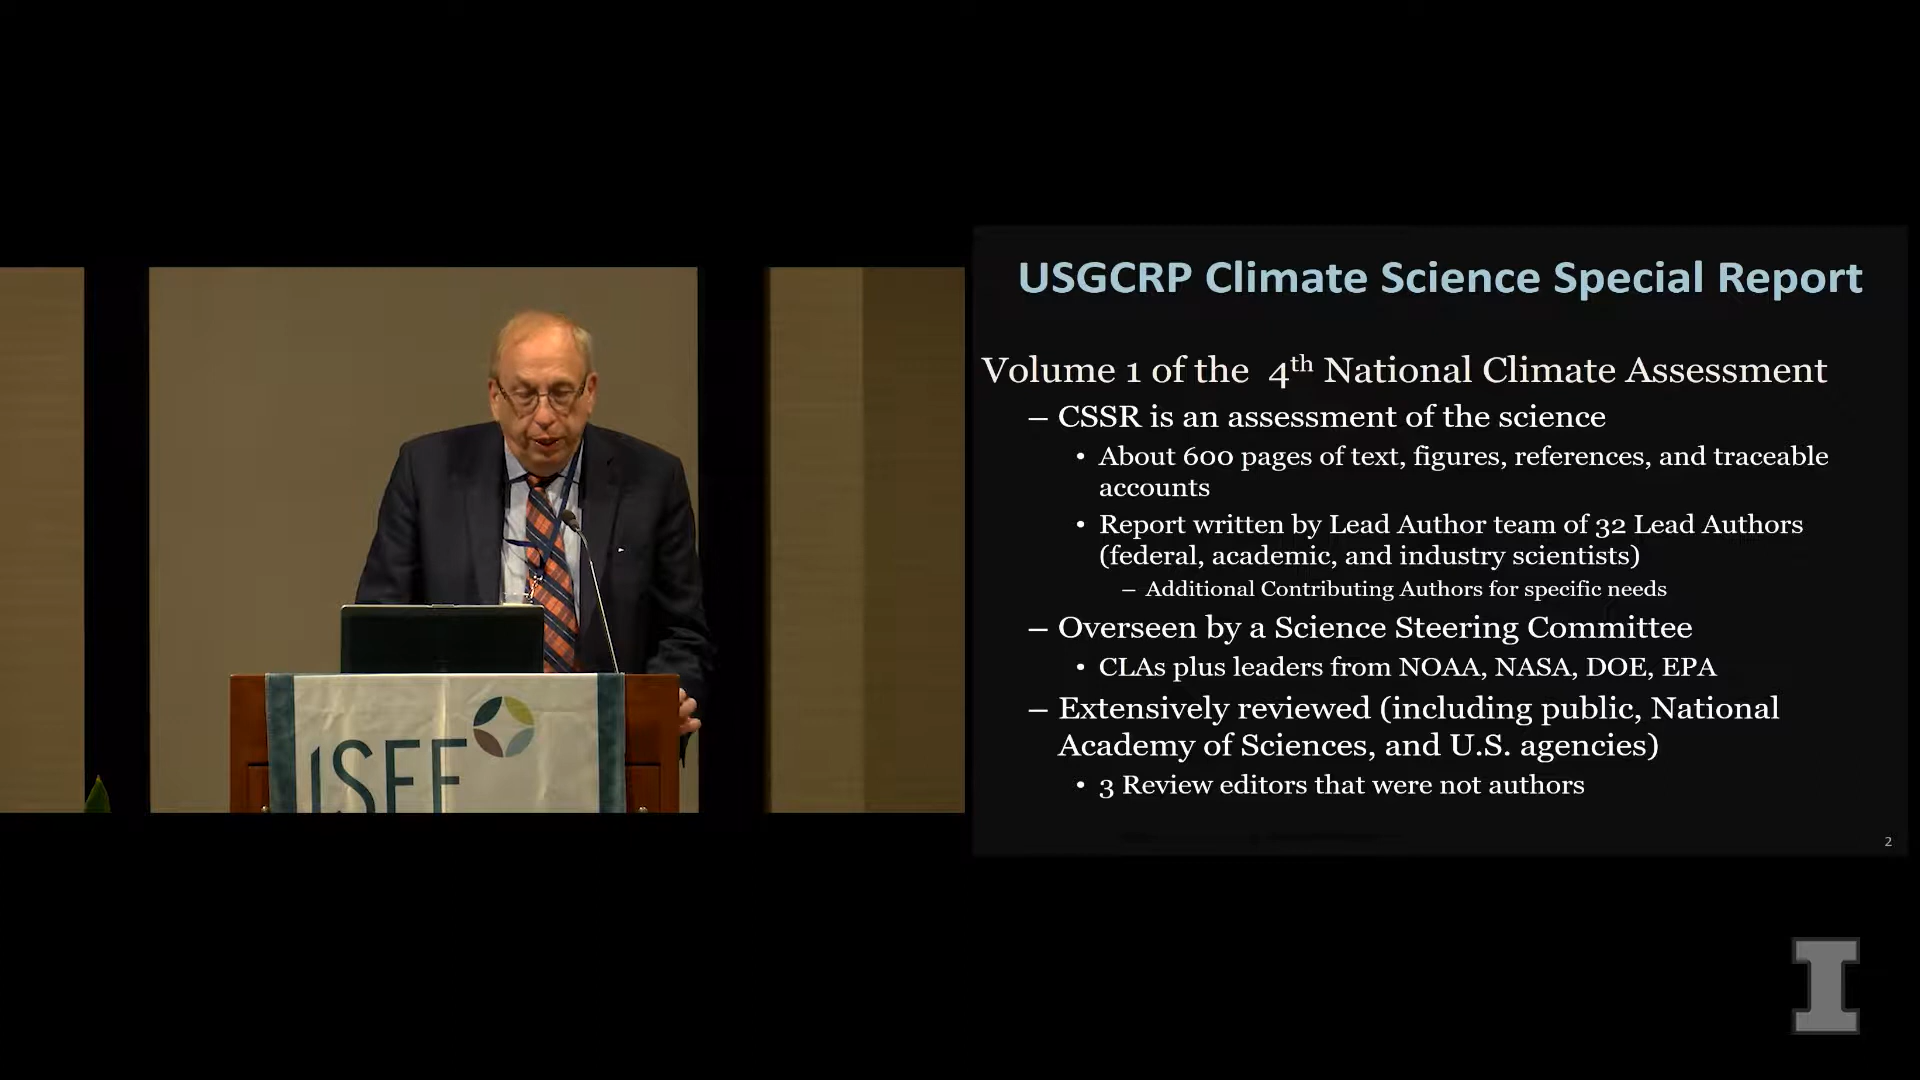 USGCRP Climate Science Special Report
Volume 1 of the 4th National Climate Assessment
– CSSR is an assessment of the science
• About 600 pages of text, figures, references, and traceable
accounts
• Report written by Lead Author team of 32 Lead Authors
(federal, academic, and industry scientists)
– Additional Contributing Authors for specific needs
– Overseen by a Science Steering Committee
• CLAs plus leaders from NOAA, NASA, DOE, EPA
– Extensively reviewed (including public, National
Academy of Sciences, and U.S. agencies)
• 3 Review editors that were not authors
2
ISEE
I